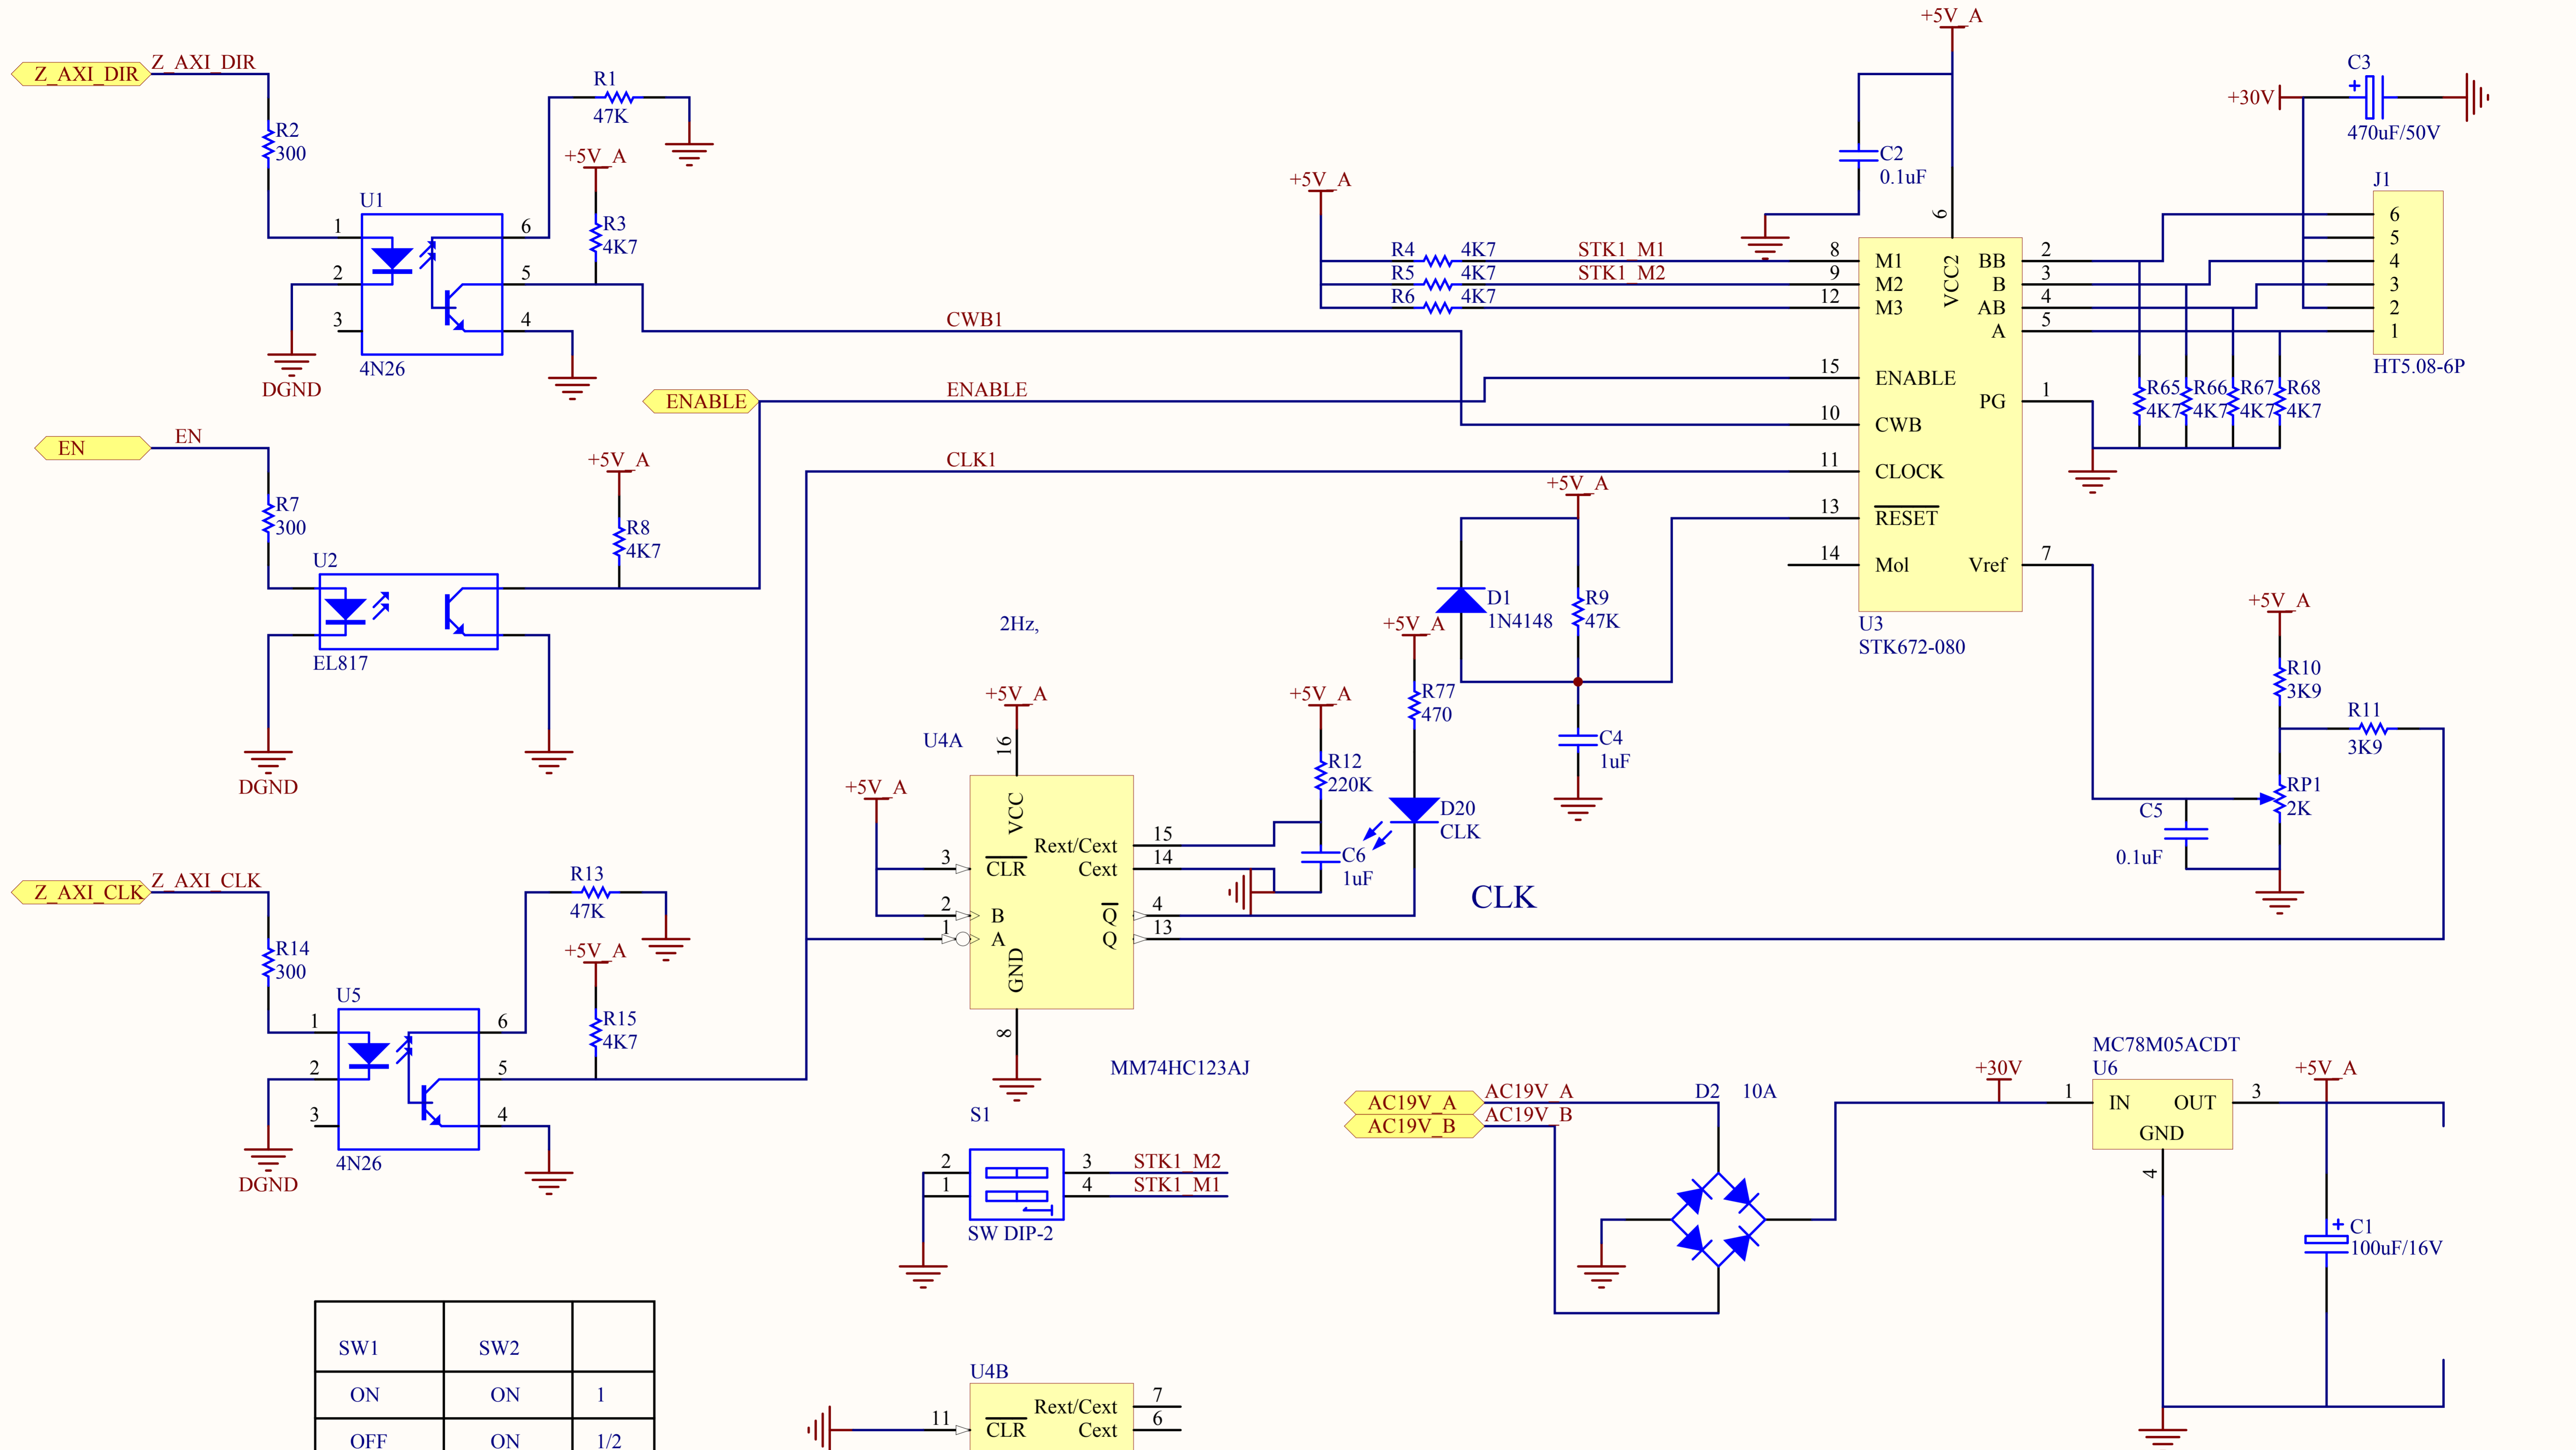 +5V_A
Z_AXI_DIR
Z_AXI_DIR
R1
47K
R2
300
+5V_A
R3
4K7
U1
1
2
3
6
5
4
4N26
DGND
+30V
C3
+
470uF/50V
C2
0.1uF
+5V_A
R4 4K7 STK1_M1
R5 4K7 STK1_M2
R6 4K7
CWB1
ENABLE
ENABLE
CLK1
6
VCC2
8 M1
9 M2
12 M3
15 ENABLE
10 CWB
11 CLOCK
13 RESET
14 Mol
BB 2
B 3
AB 4
A 5
PG 1
Vref 7
U3
STK672-080
J1
6
5
4
3
2
1
HT5.08-6P
R65 R66 R67 R68
4K7 4K7 4K7 4K7
EN
EN
R7
300
+5V_A
R8
4K7
U2
EL817
DGND
2Hz,
+5V_A
D1
1N4148
R9
47K
C4
1uF
+5V_A
R77
470
D20
CLK
+5V_A
R12
220K
C6
1uF
CLK
+5V_A
+5V_A
U4A
16
VCC
3 CLR
2 B
1 A
Rext/Cext 15
Cext 14
Q 4
Q 13
GND
8
MM74HC123AJ
+5V_A
R10
3K9
R11
3K9
RP1
2K
C5
0.1uF
Z_AXI_CLK
Z_AXI_CLK
R13
47K
R14
300
+5V_A
R15
4K7
U5
1
2
3
6
5
4
4N26
DGND
S1
2
1
3 STK1_M2
4 STK1_M1
1
SW DIP-2
AC19V_A AC19V_A
AC19V_B AC19V_B
D2 10A
+30V
MC78M05ACDT
U6
1 IN OUT 3
GND
4
+5V_A
+ C1
100uF/16V
SW1 SW2
ON ON 1
OFF ON 1/2
U4B
11 CLR
Rext/Cext 7
Cext 6